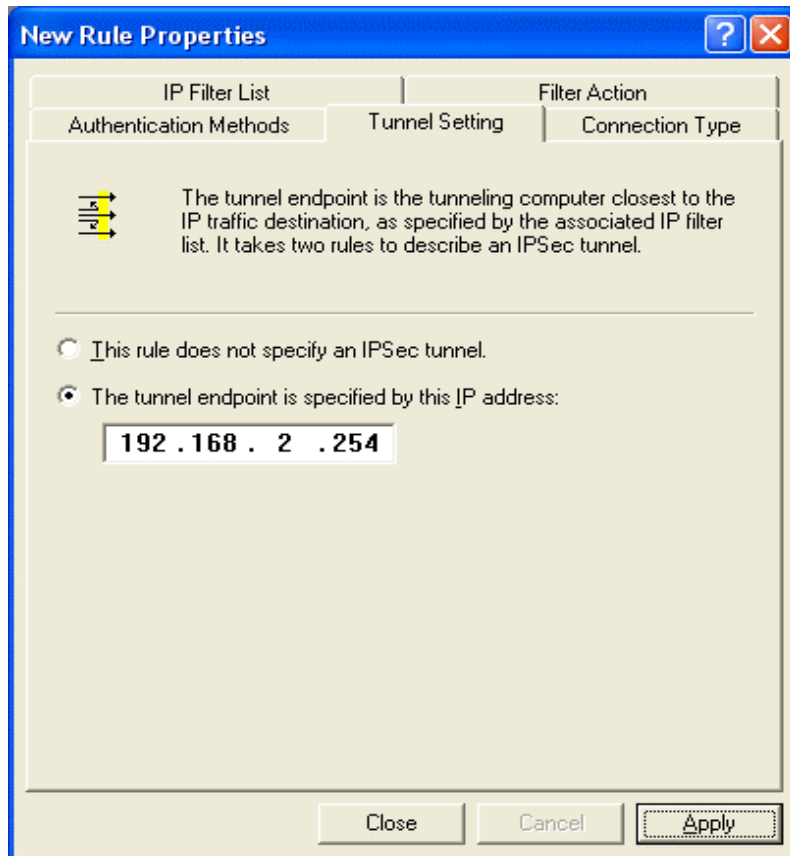 New Rule Properties
IP Filter List
Filter Action
Authentication Methods
Tunnel Setting
Connection Type
The tunnel endpoint is the tunneling computer closest to the
IP traffic destination, as specified by the associated IP filter
list. It takes two rules to describe an IPSec tunnel.
This rule does not specify an IPSec tunnel.
The tunnel endpoint is specified by this IP address:
192 . 168 . 2 . 254
Close
Cancel
Apply